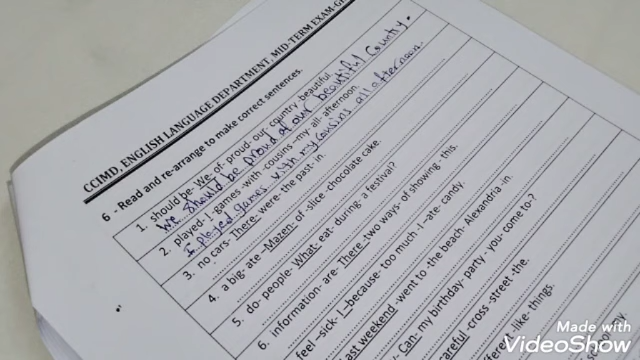 CCIMD, ENGLISH LANGUAGE DEPARTMENT, MID-TERM EXAM-G
6 - Read and re-arrange to make correct sentences.
1. should be- We- of- proud- our- country- beautiful.
We should be proud of our beautiful County.
2. played- I - games -with -cousins -my- all- afternoon.
I played games with my cousins all afternoon.
3. no cars- There- were- the past- in.
4. a big- ate -Mazen- of -slice -chocolate cake.
5. do- people- What- eat- during- a festival?
6. information- are- There -two ways- of showing - this.
feel -sick- I -because- too much -I -ate- candy.
last weekend -went -to -the beach- Alexandria -in.
Can- my birthday- party - you- come- to-?
careful -cross- street -the.
-like- things.
Made with
VideoShow